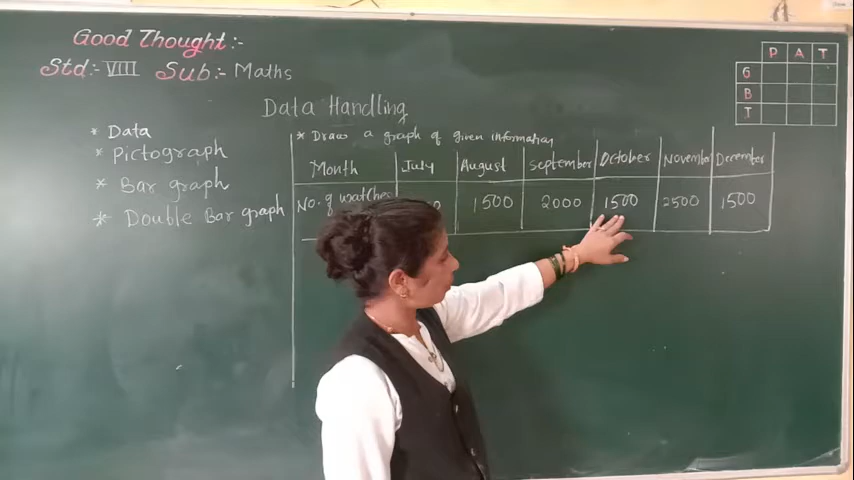 Good Thought:-
Std:- VIII Sub:- Maths
P A T
G
B
T
Data Handling
* Data
* Pictograph
* Bar graph
* Double Bar graph
* Draw a graph of given information
Month July August September October November December
No. of watches 1500 2000 1500 2500 1500